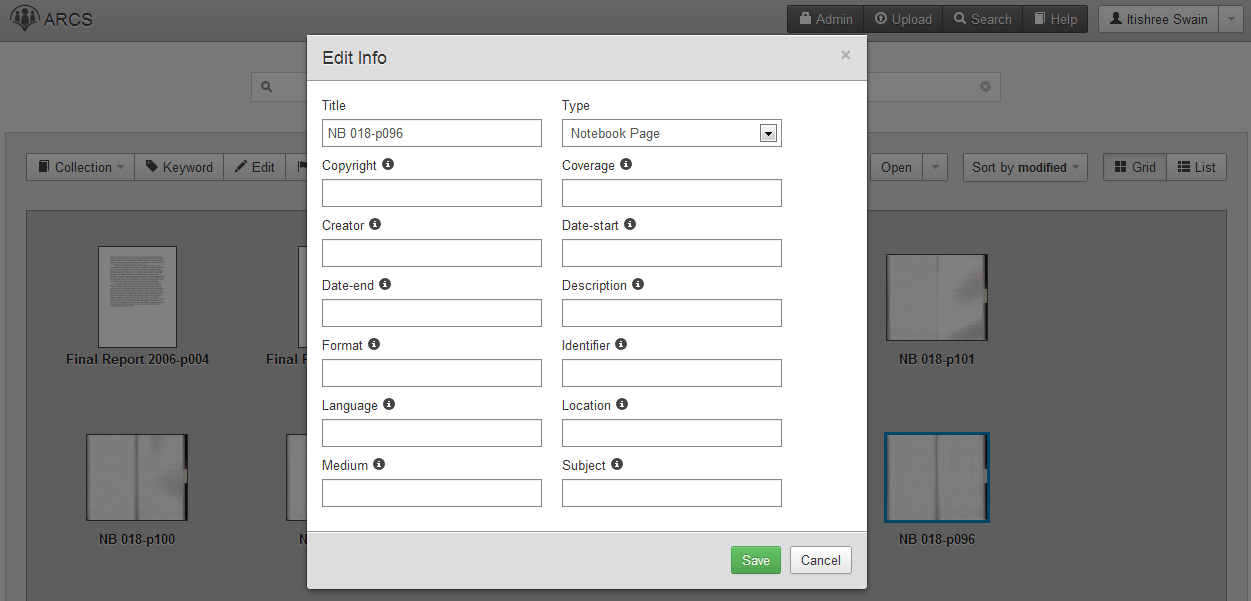 ARCS
Admin Upload Search Help Itishree Swain
Edit Info ×
Title Type
NB 018-p096 Notebook Page
Collection Keyword Edit Open Sort by modified Grid List
Copyright Coverage
Creator Date-start
Date-end Description
Format Identifier
Final Report 2006-p004 Final NB 018-p101
Language Location
Medium Subject
NB 018-p100 N NB 018-p096
Save Cancel